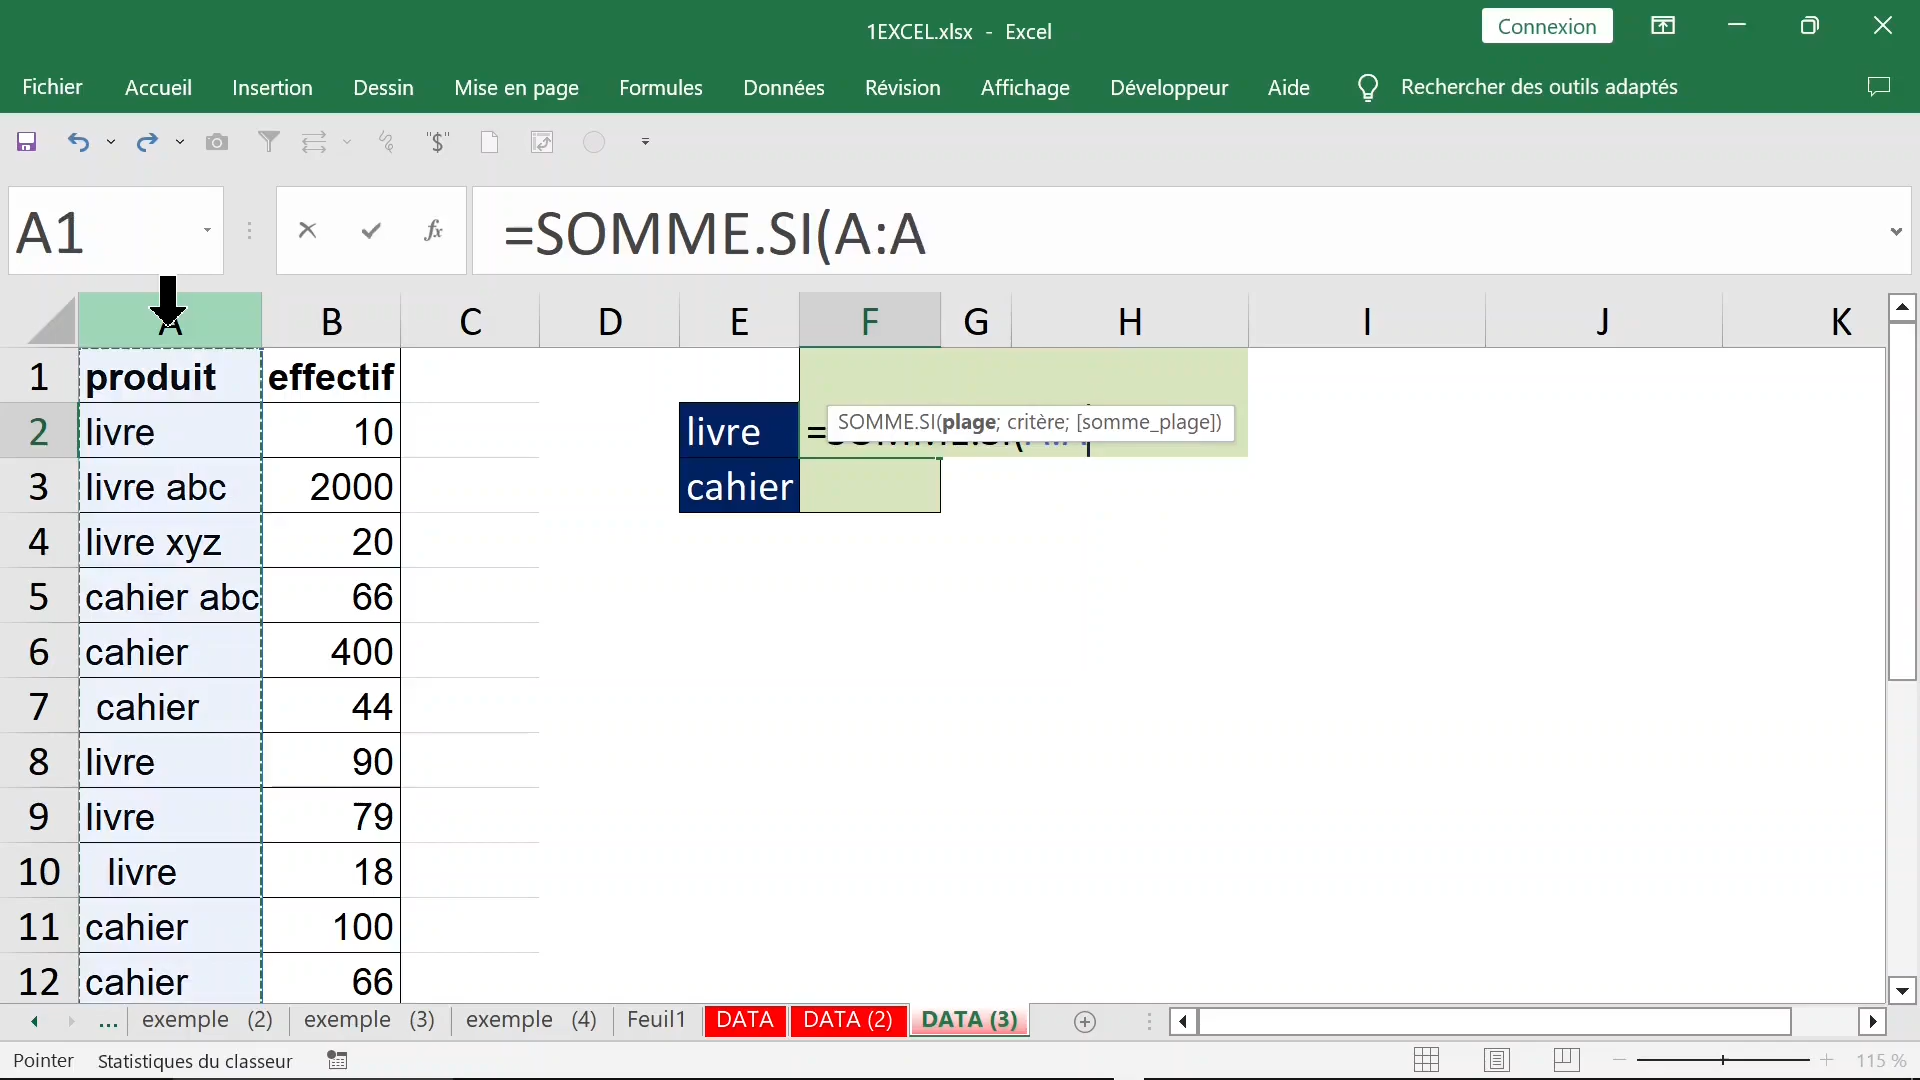 1EXCEL.xlsx - Excel
Connexion
Fichier Accueil Insertion Dessin Mise en page Formules Données Révision Affichage Développeur Aide Rechercher des outils adaptés
"$"
A1 fx =SOMME.SI(A:A
A B C D E F G H I J K
1 produit effectif
SOMME.SI(plage; critère; [somme_plage])
2 livre 10 livre =SOMME.SI(A:A
3 livre abc 2000 cahier
4 livre xyz 20
5 cahier abc 66
6 cahier 400
7 cahier 44
8 livre 90
9 livre 79
10 livre 18
11 cahier 100
12 cahier 66
... exemple (2) exemple (3) exemple (4) Feuil1 DATA DATA (2) DATA (3)
Pointer Statistiques du classeur 115 %